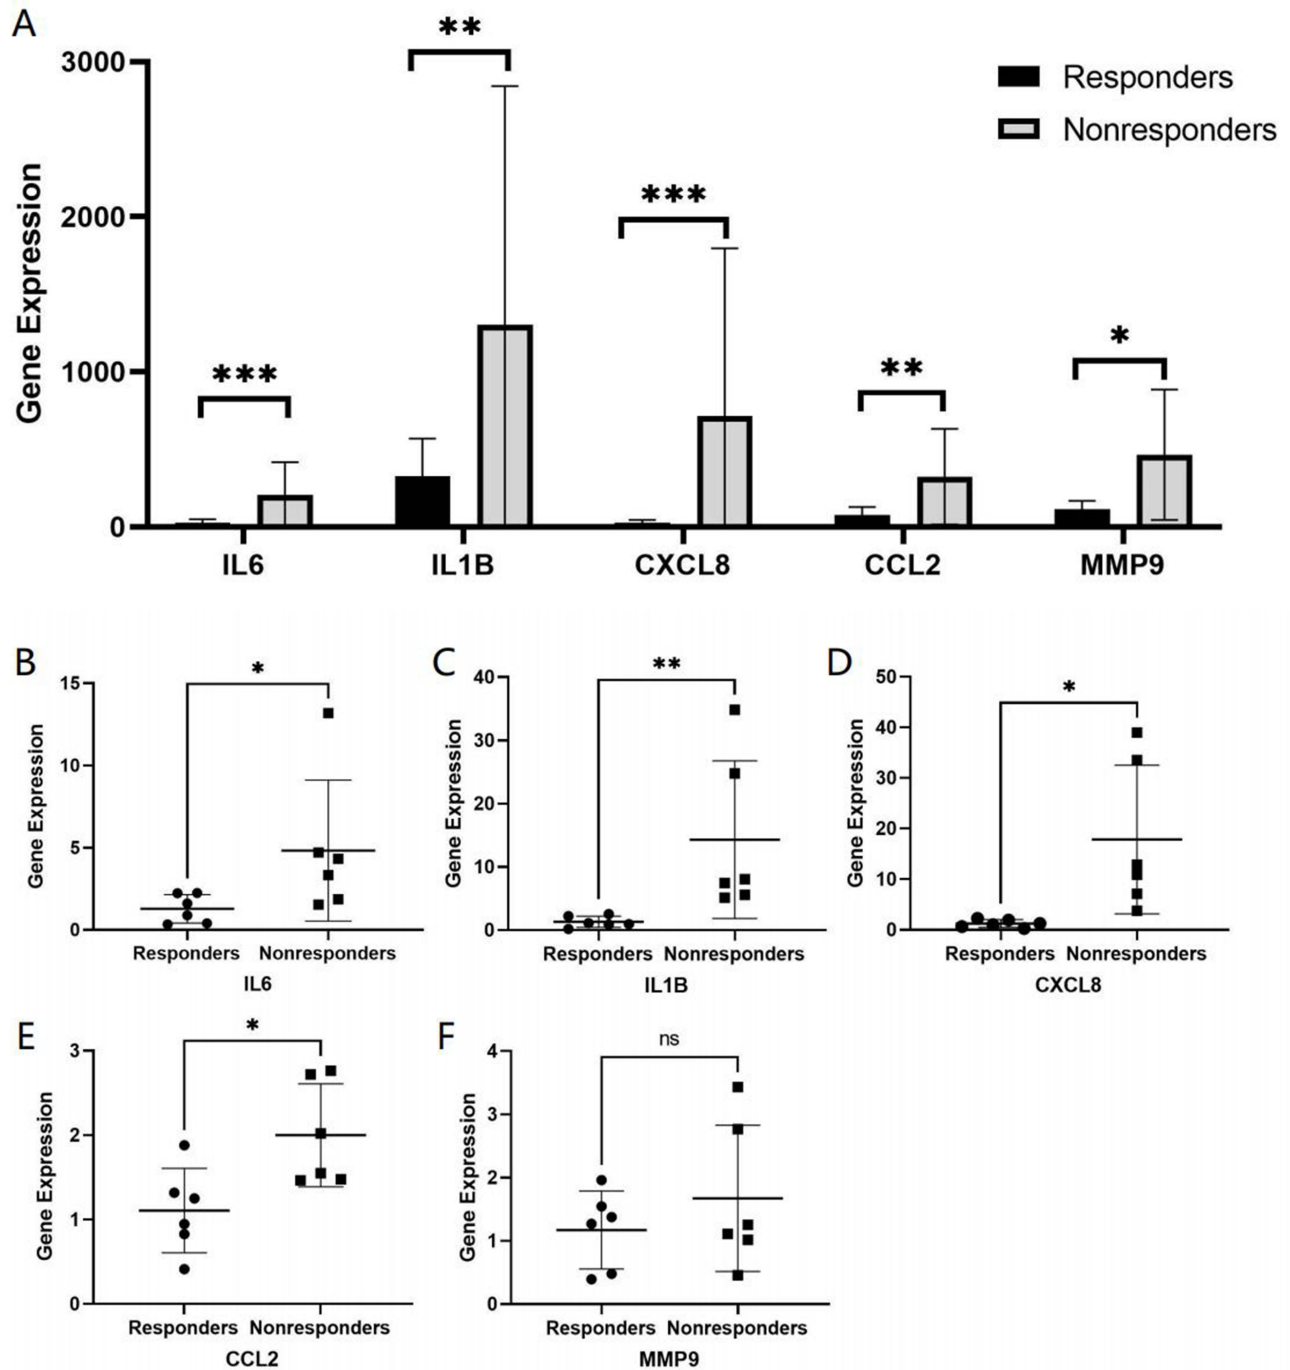 A
**
3000
Responders
Nonresponders
***
2000
Gene Expression
***
**
*
1000
0
IL6
IL1B
CXCL8
CCL2
MMP9
B
*
15
10
5
0
Gene Expression
Responders
Nonresponders
IL6
C
**
40
30
20
10
0
Gene Expression
Responders
Nonresponders
IL1B
D
*
50
40
30
20
10
0
Gene Expression
Responders
Nonresponders
CXCL8
E
*
3
2
1
0
Gene Expression
Responders
Nonresponders
CCL2
F
ns
4
3
2
1
0
Gene Expression
Responders
Nonresponders
MMP9